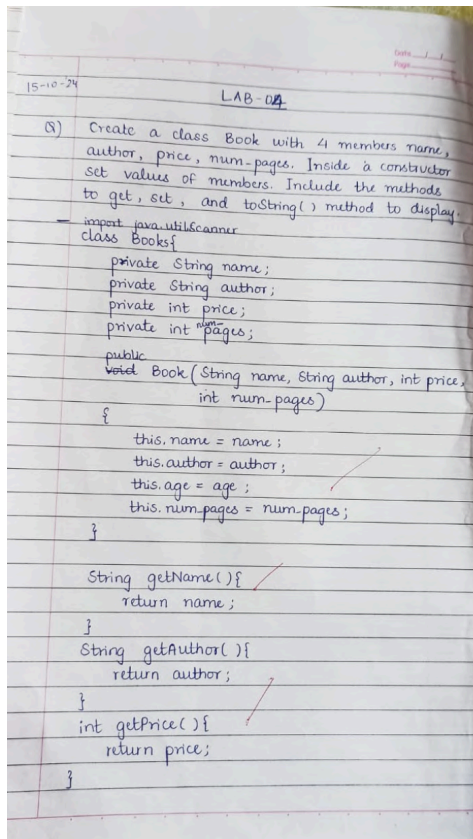 Date / /
Page
15-10-24
LAB-04
Q) Create a class Book with 4 members name,
author, price, num-pages. Inside a constructor
set values of members. Include the methods
to get, set, and toString() method to display.
- import java.util.Scanner
class Books{
private String name;
private String author;
private int price;
private int num-pages;
public
void Book (String name, String author, int price,
int num-pages)
{
this.name = name;
this.author = author;
this.age = age;
this.num-pages = num-pages;
}
String getName(){
return name;
}
String getAuthor(){
return author;
}
int getPrice(){
return price;
}